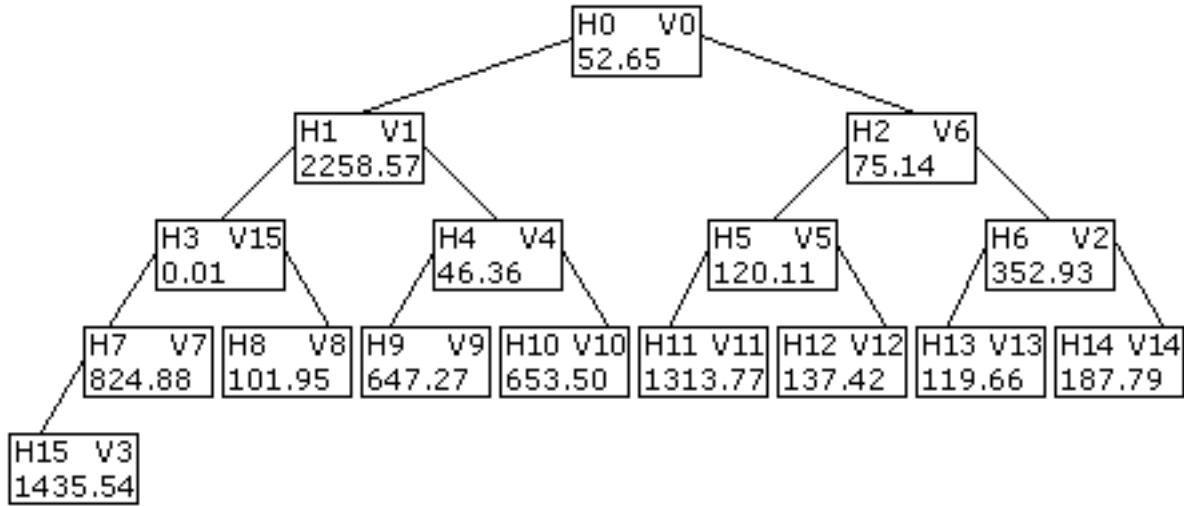 H0 V0
52.65
H1 V1
2258.57
H2 V6
75.14
H3 V15
0.01
H4 V4
46.36
H5 V5
120.11
H6 V2
352.93
H7 V7
824.88
H8 V8
101.95
H9 V9
647.27
H10 V10
653.50
H11 V11
1313.77
H12 V12
137.42
H13 V13
119.66
H14 V14
187.79
H15 V3
1435.54